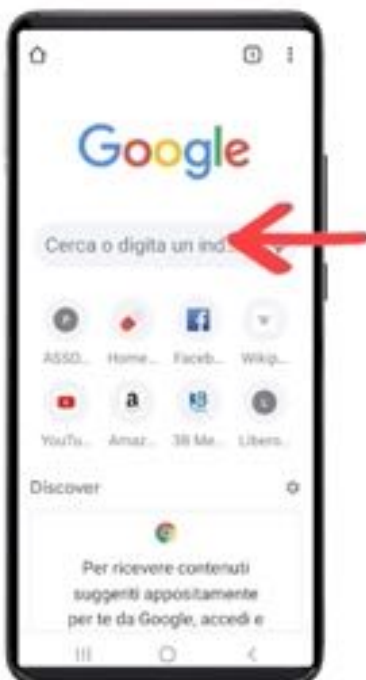 Google
Cerca o digita un ind...
ASSO... Home... Faceb... Wikip...
YouTu... Amaz... 3B Me... Libero...
Discover
Per ricevere contenuti
suggeriti appositamente
per te da Google, accedi e